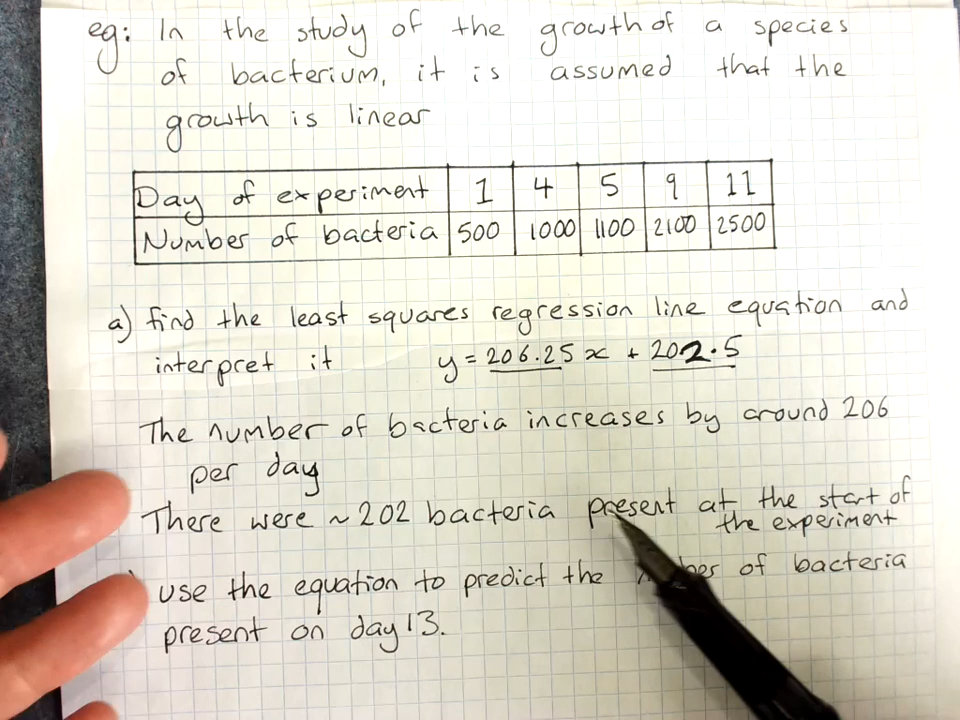 eg: In the study of the growth of a species
of bacterium, it is assumed that the
growth is linear
Day of experiment 1 4 5 9 11
Number of bacteria 500 1000 1100 2100 2500
a) find the least squares regression line equation and
interpret it y = 206.25 x + 202.5
The number of bacteria increases by around 206
per day
There were ~ 202 bacteria present at the start of
the experiment
use the equation to predict the of bacteria
present on day 13.